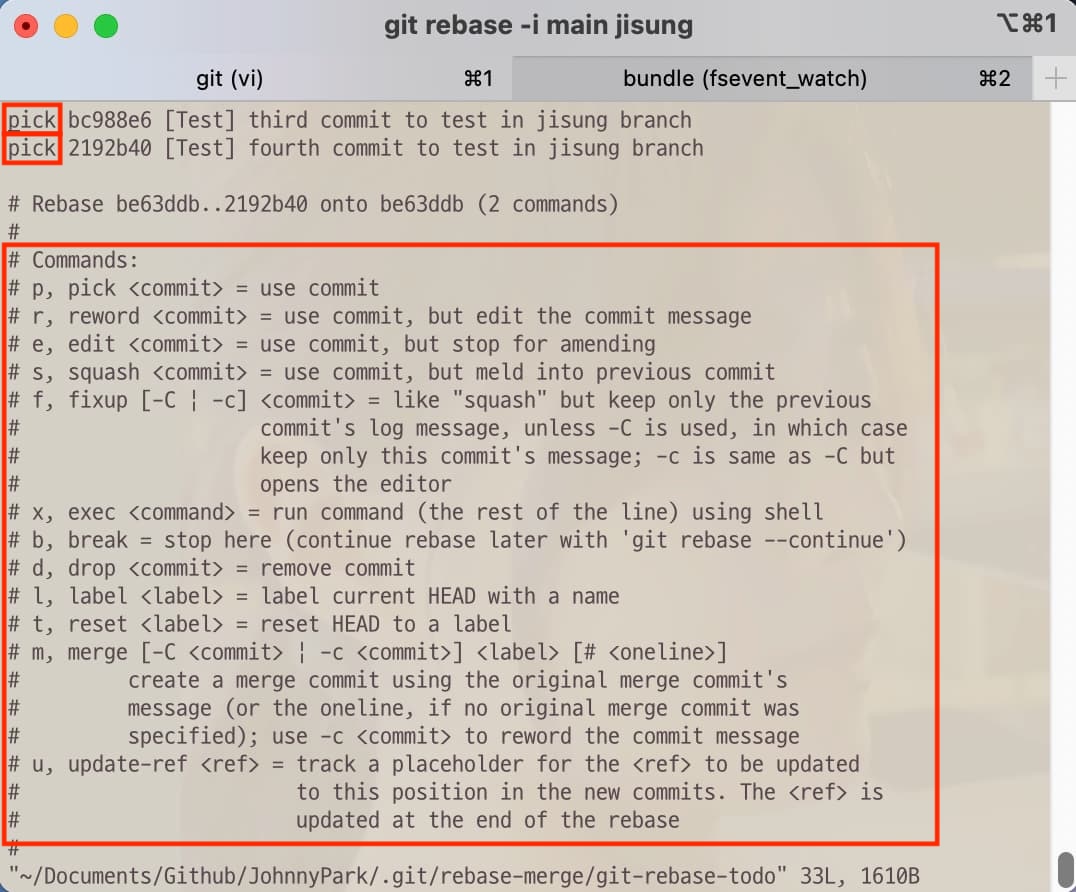 git rebase -i main jisung
⌥⌘1
git (vi) ⌘1
bundle (fsevent_watch) ⌘2
pick bc988e6 [Test] third commit to test in jisung branch
pick 2192b40 [Test] fourth commit to test in jisung branch
# Rebase be63ddb..2192b40 onto be63ddb (2 commands)
#
# Commands:
# p, pick <commit> = use commit
# r, reword <commit> = use commit, but edit the commit message
# e, edit <commit> = use commit, but stop for amending
# s, squash <commit> = use commit, but meld into previous commit
# f, fixup [-C ¦ -c] <commit> = like "squash" but keep only the previous
#                    commit's log message, unless -C is used, in which case
#                    keep only this commit's message; -c is same as -C but
#                    opens the editor
# x, exec <command> = run command (the rest of the line) using shell
# b, break = stop here (continue rebase later with 'git rebase --continue')
# d, drop <commit> = remove commit
# l, label <label> = label current HEAD with a name
# t, reset <label> = reset HEAD to a label
# m, merge [-C <commit> ¦ -c <commit>] <label> [# <oneline>]
#         create a merge commit using the original merge commit's
#         message (or the oneline, if no original merge commit was
#         specified); use -c <commit> to reword the commit message
# u, update-ref <ref> = track a placeholder for the <ref> to be updated
#                       to this position in the new commits. The <ref> is
#                       updated at the end of the rebase
#
"~/Documents/Github/JohnnyPark/.git/rebase-merge/git-rebase-todo" 33L, 1610B